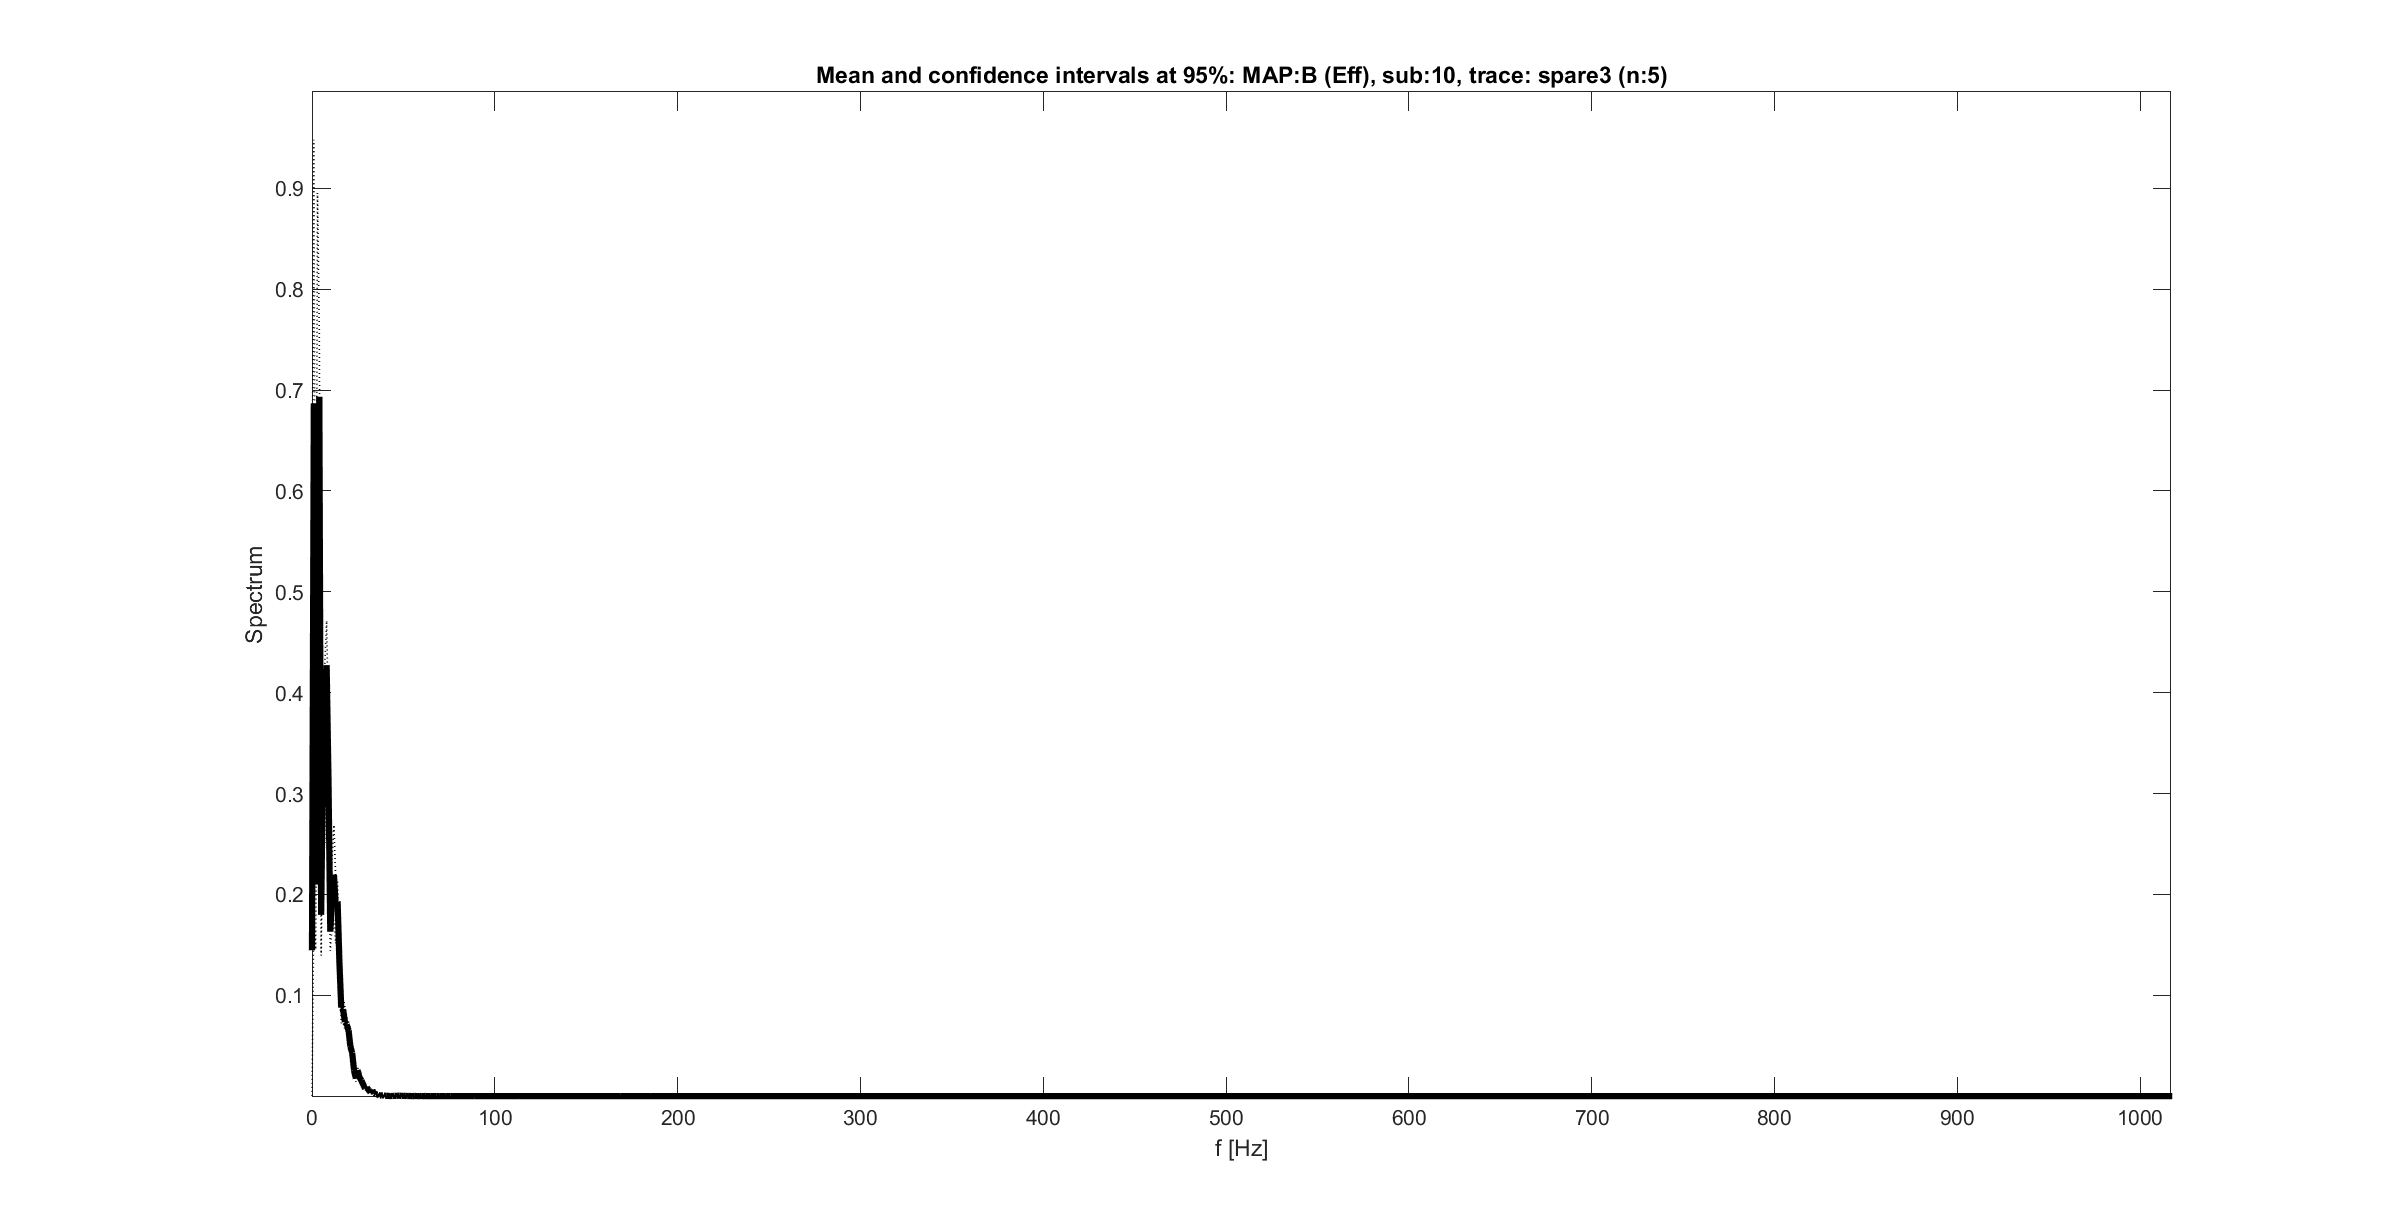 Mean and confidence intervals at 95%: MAP:B (Eff), sub:10, trace: spare3 (n:5)
0.9
0.8
0.7
0.6
0.5
0.4
0.3
0.2
0.1
Spectrum
0 100 200 300 400 500 600 700 800 900 1000
f [Hz]